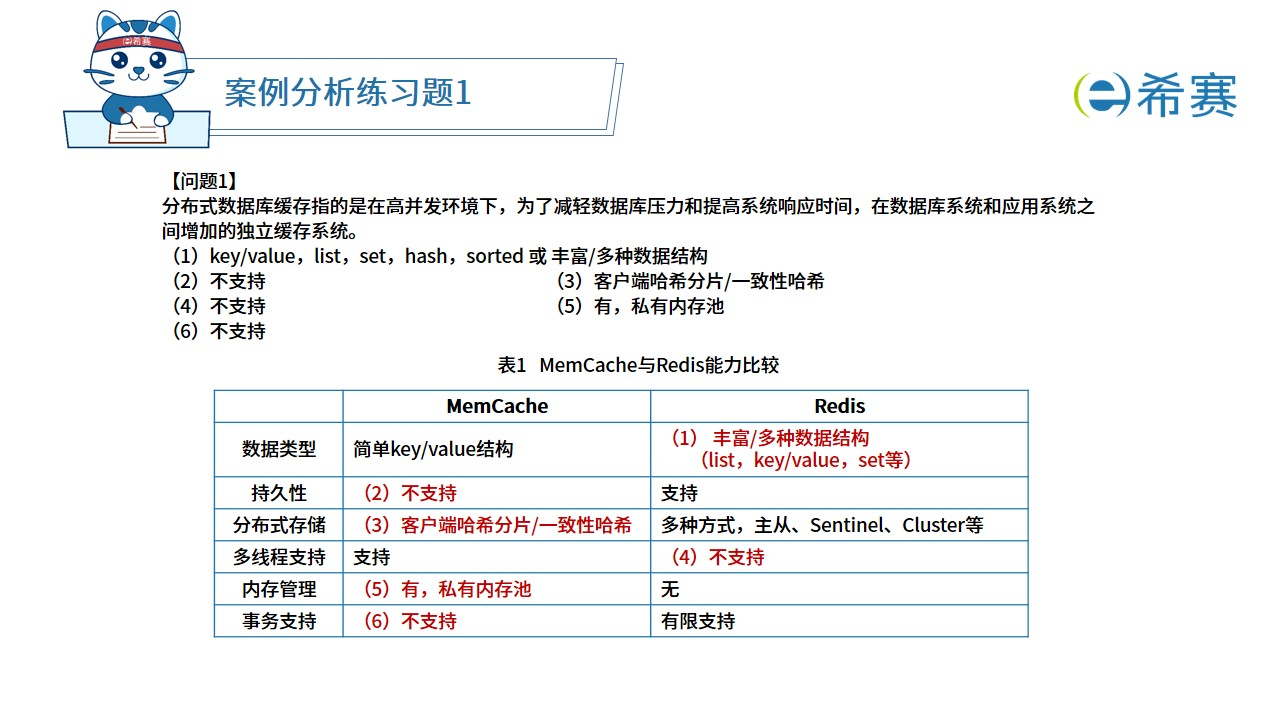 希赛
案例分析练习题1
希赛
【问题1】
分布式数据库缓存指的是在高并发环境下，为了减轻数据库压力和提高系统响应时间，在数据库系统和应用系统之
间增加的独立缓存系统。
（1）key/value，list，set，hash，sorted 或 丰富/多种数据结构
（2）不支持 （3）客户端哈希分片/一致性哈希
（4）不支持 （5）有，私有内存池
（6）不支持
表1 MemCache与Redis能力比较
MemCache Redis
数据类型 简单key/value结构 （1） 丰富/多种数据结构
（list，key/value，set等）
持久性 （2）不支持 支持
分布式存储 （3）客户端哈希分片/一致性哈希 多种方式，主从、Sentinel、Cluster等
多线程支持 支持 （4）不支持
内存管理 （5）有，私有内存池 无
事务支持 （6）不支持 有限支持